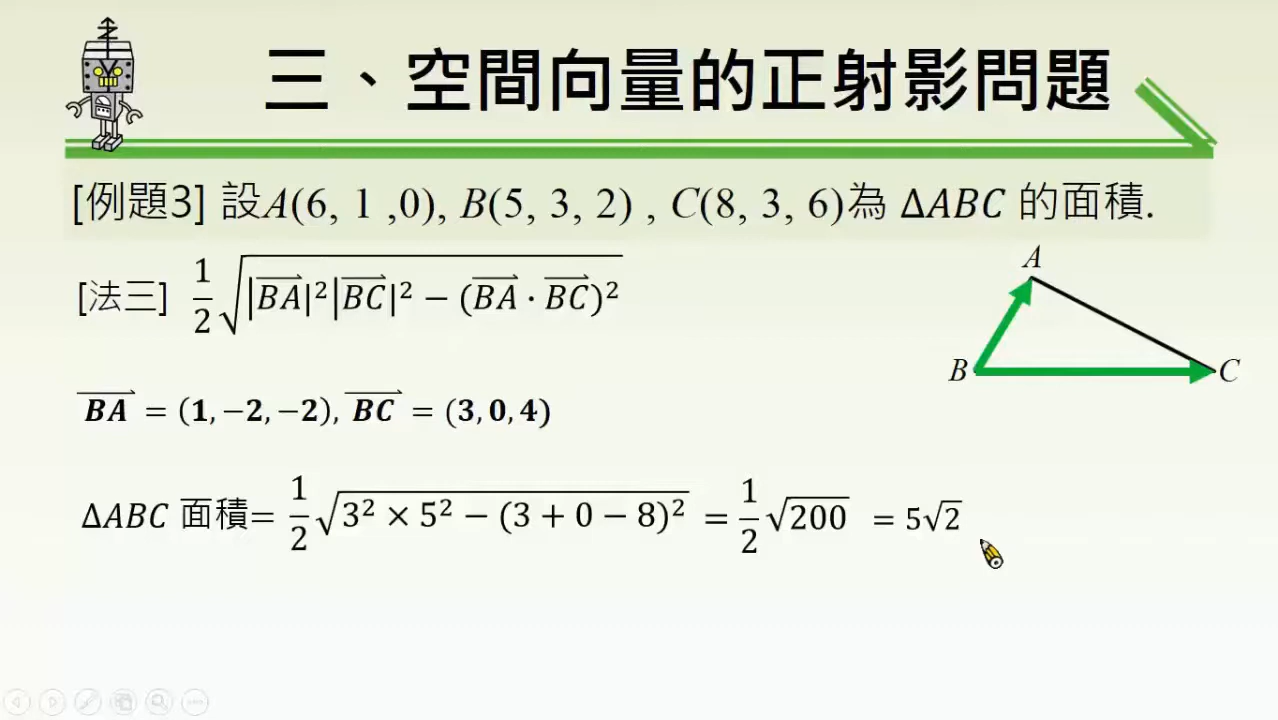 三、空間向量的正射影問題
[例題3] 設A(6, 1 ,0), B(5, 3, 2) , C(8, 3, 6)為 ΔABC 的面積.
[法三] 1/2 √(|BA⃗|²|BC⃗|² − (BA⃗ · BC⃗)²)
A
B
C
BA⃗ = (1, −2, −2), BC⃗ = (3, 0, 4)
ΔABC 面積= 1/2 √(3² × 5² − (3 + 0 − 8)²) = 1/2 √200 = 5√2